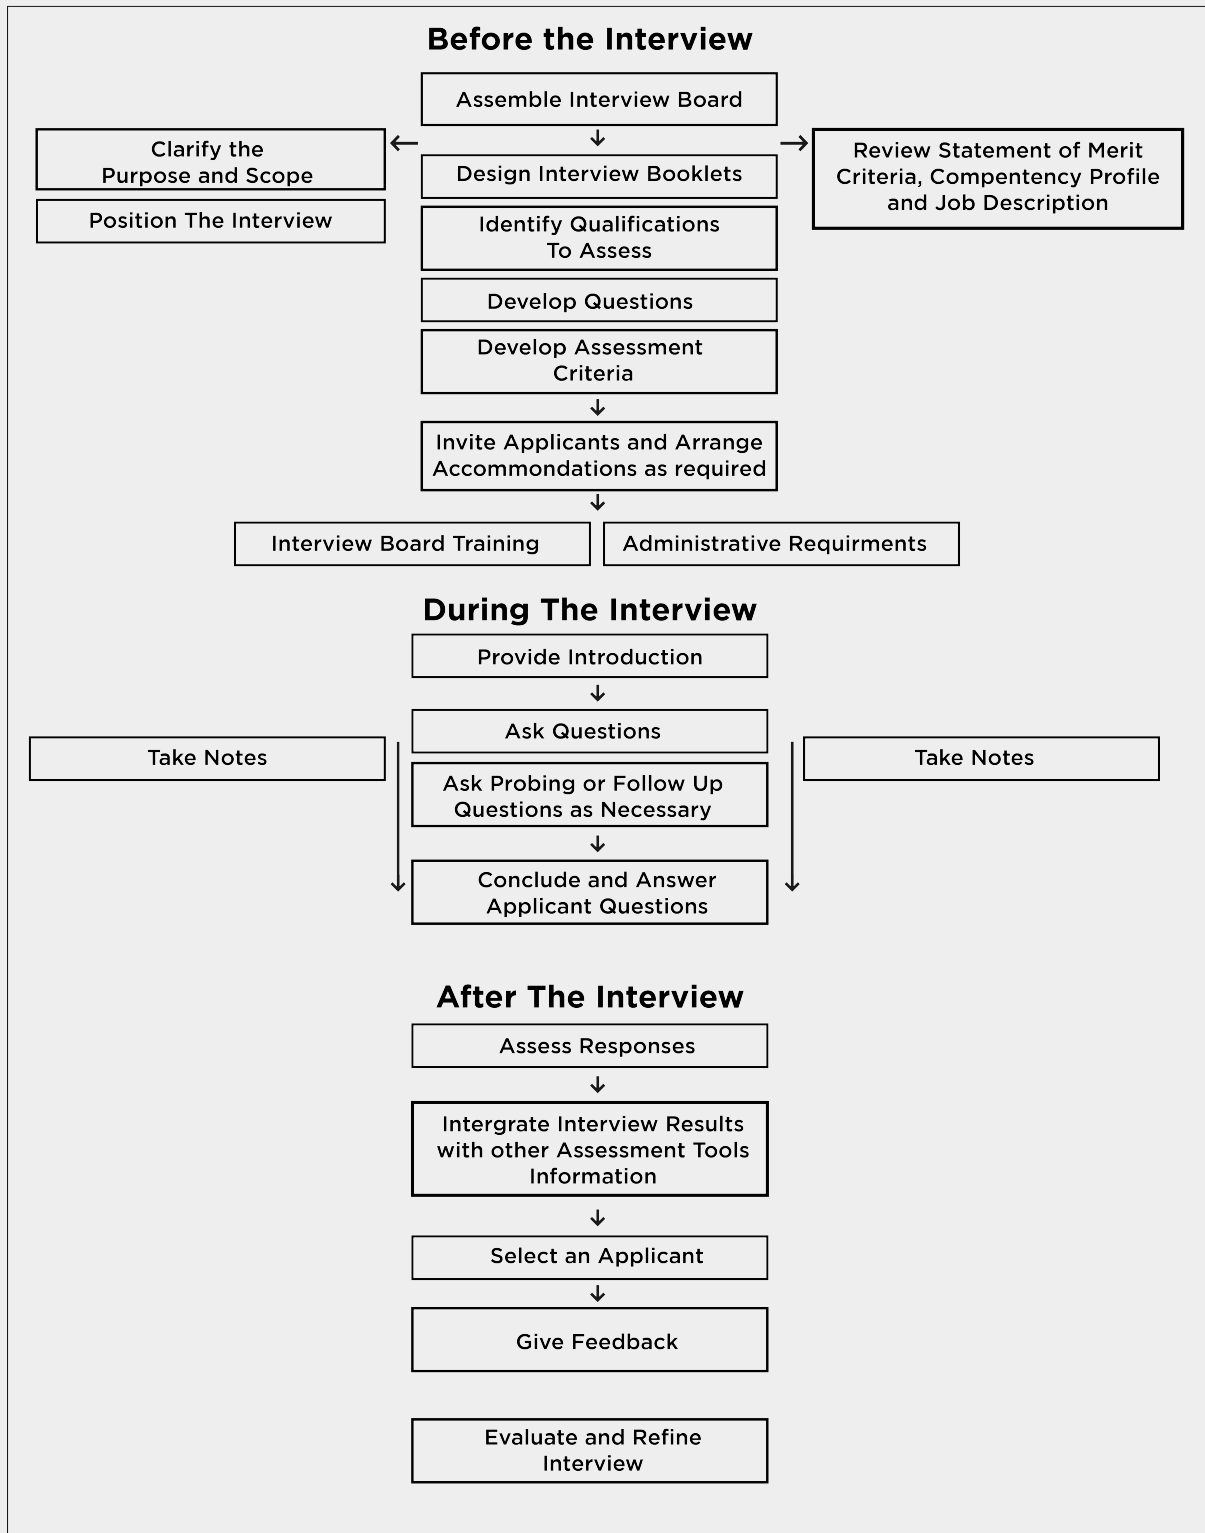 Before the Interview
Assemble Interview Board
Clarify the
Purpose and Scope
Position The Interview
Review Statement of Merit
Criteria, Compentency Profile
and Job Description
Design Interview Booklets
Identify Qualifications
To Assess
Develop Questions
Develop Assessment
Criteria
Invite Applicants and Arrange
Accommondations as required
Interview Board Training
Administrative Requirments
During The Interview
Provide Introduction
Ask Questions
Take Notes
Take Notes
Ask Probing or Follow Up
Questions as Necessary
Conclude and Answer
Applicant Questions
After The Interview
Assess Responses
Intergrate Interview Results
with other Assessment Tools
Information
Select an Applicant
Give Feedback
Evaluate and Refine
Interview